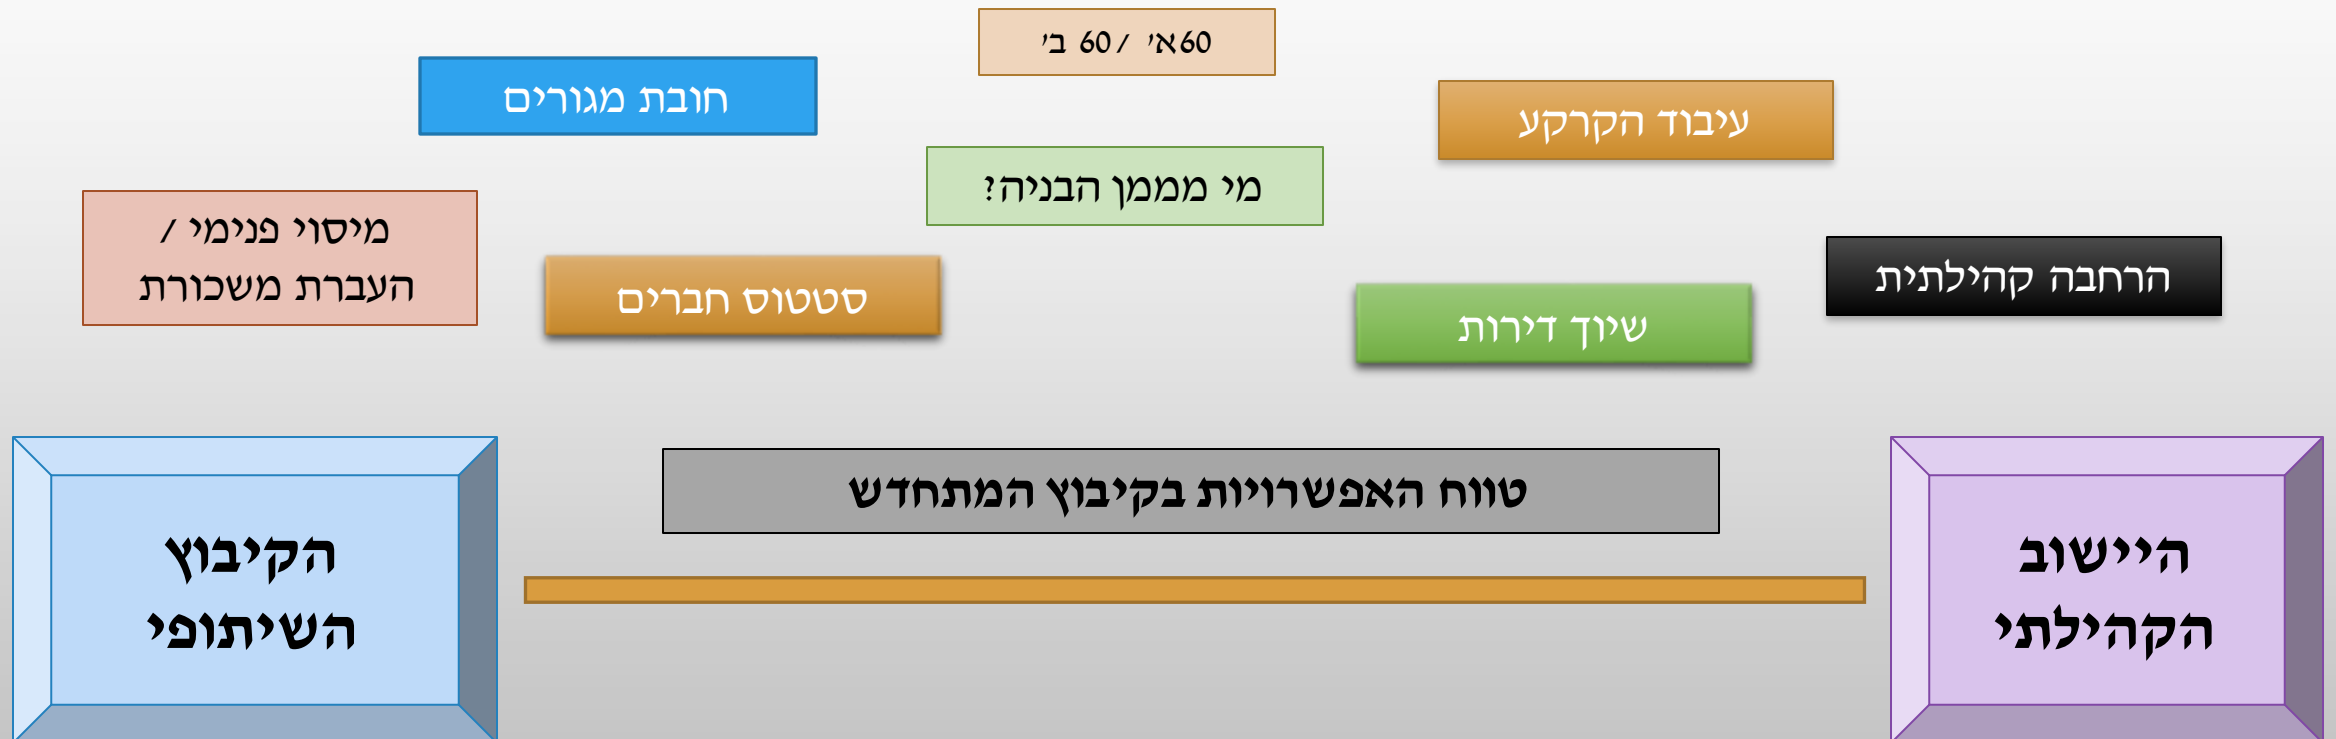 60א' / 60 ב'
חובת מגורים
עיבוד הקרקע
מי מממן הבניה?
מיסוי פנימי /
העברת משכורת
הרחבה קהילתית
סטטוס חברים
שיוך דירות
טווח האפשרויות בקיבוץ המתחדש
היישוב
הקהילתי
הקיבוץ
השיתופי